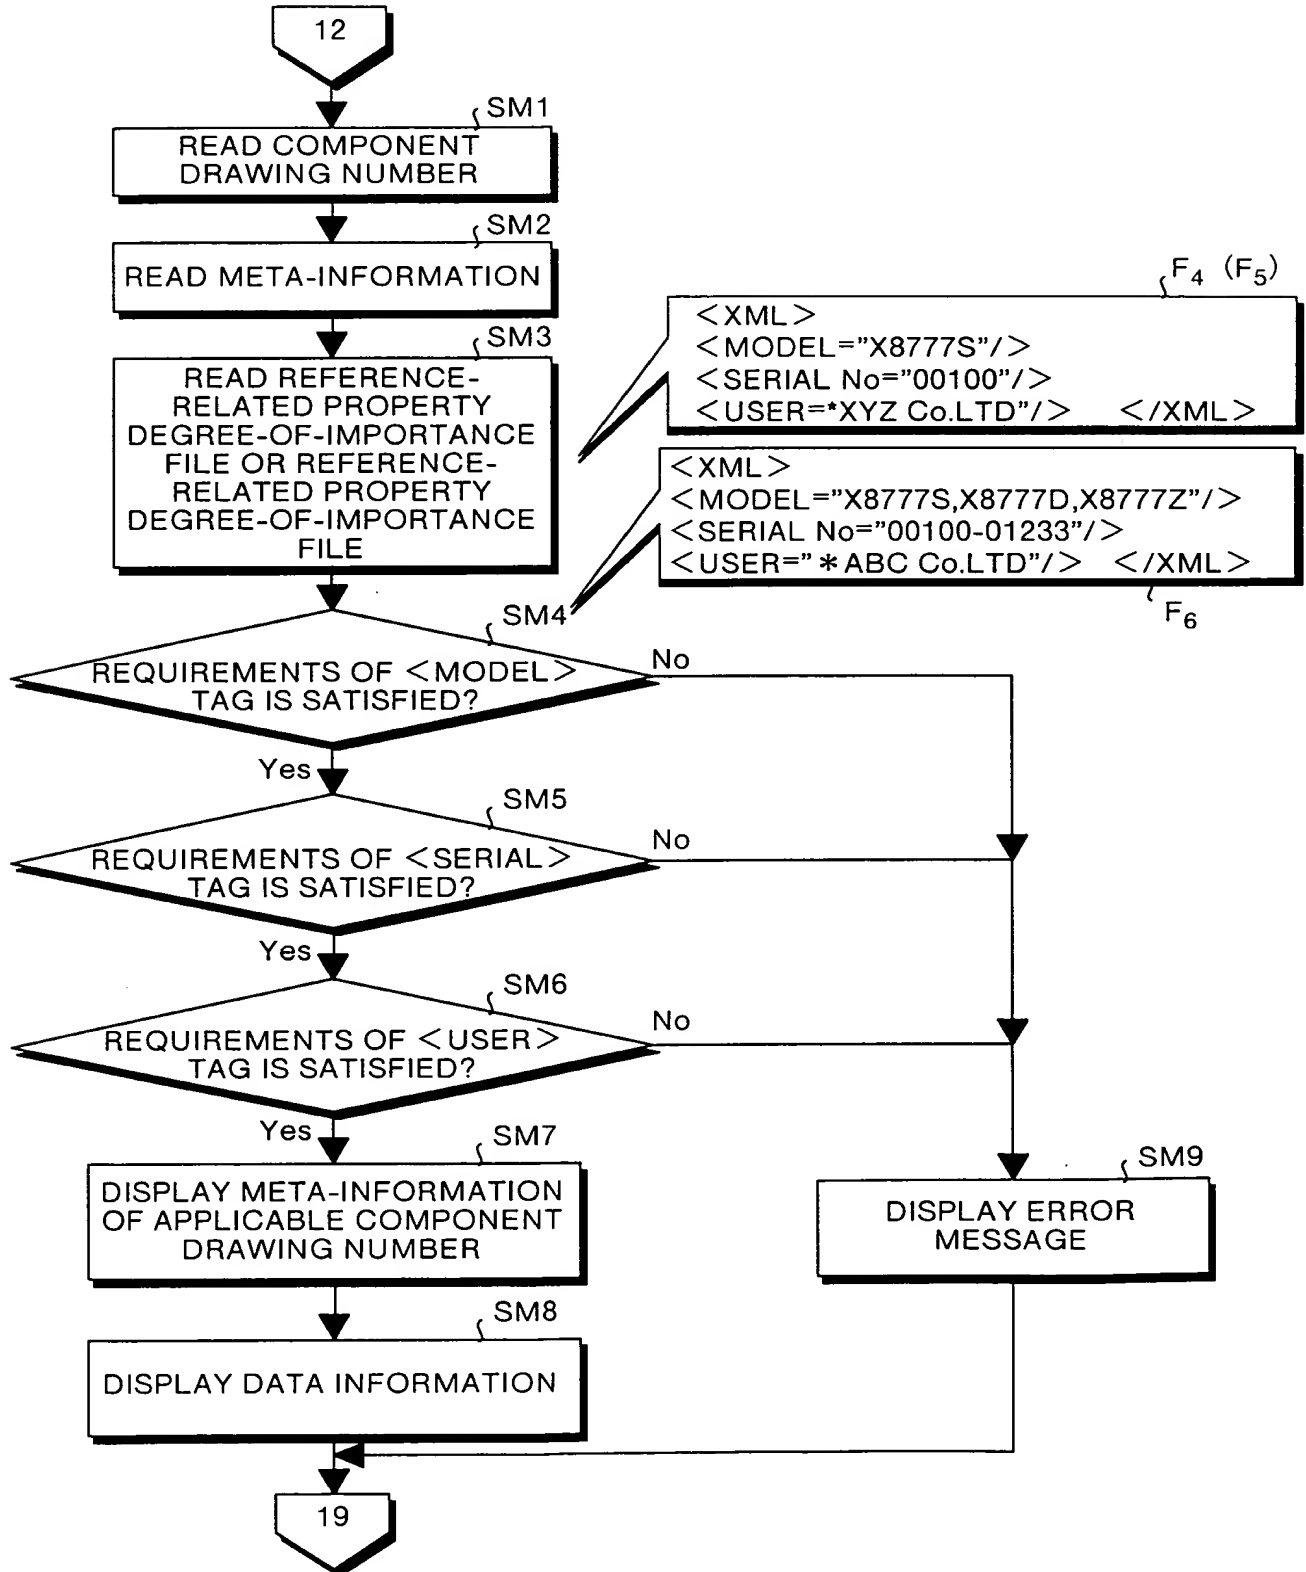 12
SM1
READ COMPONENT
DRAWING NUMBER
SM2
READ META-INFORMATION
SM3
READ REFERENCE-
RELATED PROPERTY
DEGREE-OF-IMPORTANCE
FILE OR REFERENCE-
RELATED PROPERTY
DEGREE-OF-IMPORTANCE
FILE
F4 (F5)
<XML>
<MODEL="X8777S"/>
<SERIAL No="00100"/>
<USER=*XYZ Co.LTD"/> </XML>
<XML>
<MODEL="X8777S,X8777D,X8777Z"/>
<SERIAL No="00100-01233"/>
<USER="*ABC Co.LTD"/> </XML>
F6
SM4
REQUIREMENTS OF <MODEL>
TAG IS SATISFIED?
No
Yes
SM5
REQUIREMENTS OF <SERIAL>
TAG IS SATISFIED?
No
Yes
SM6
REQUIREMENTS OF <USER>
TAG IS SATISFIED?
No
Yes
SM7
DISPLAY META-INFORMATION
OF APPLICABLE COMPONENT
DRAWING NUMBER
SM9
DISPLAY ERROR
MESSAGE
SM8
DISPLAY DATA INFORMATION
19